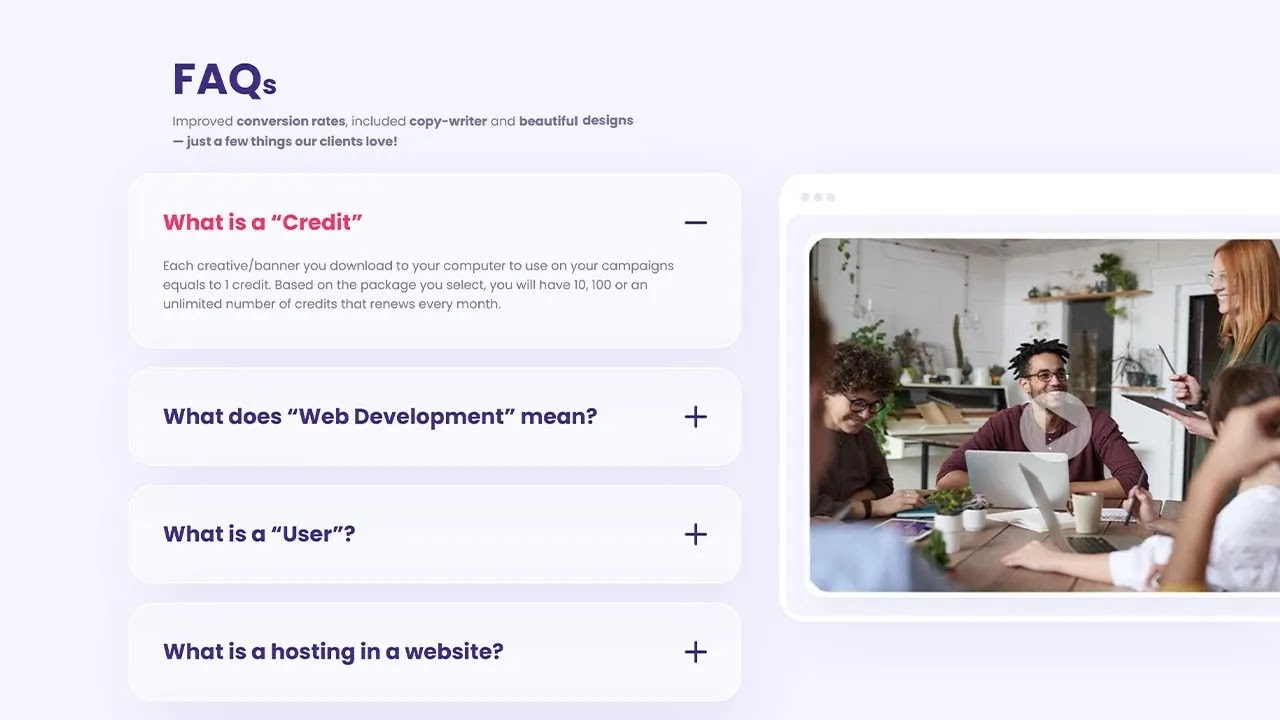 FAQs
Improved conversion rates, included copy-writer and beautiful designs
— just a few things our clients love!
What is a “Credit”
Each creative/banner you download to your computer to use on your campaigns
equals to 1 credit. Based on the package you select, you will have 10, 100 or an
unlimited number of credits that renews every month.
What does “Web Development” mean?
What is a “User”?
What is a hosting in a website?